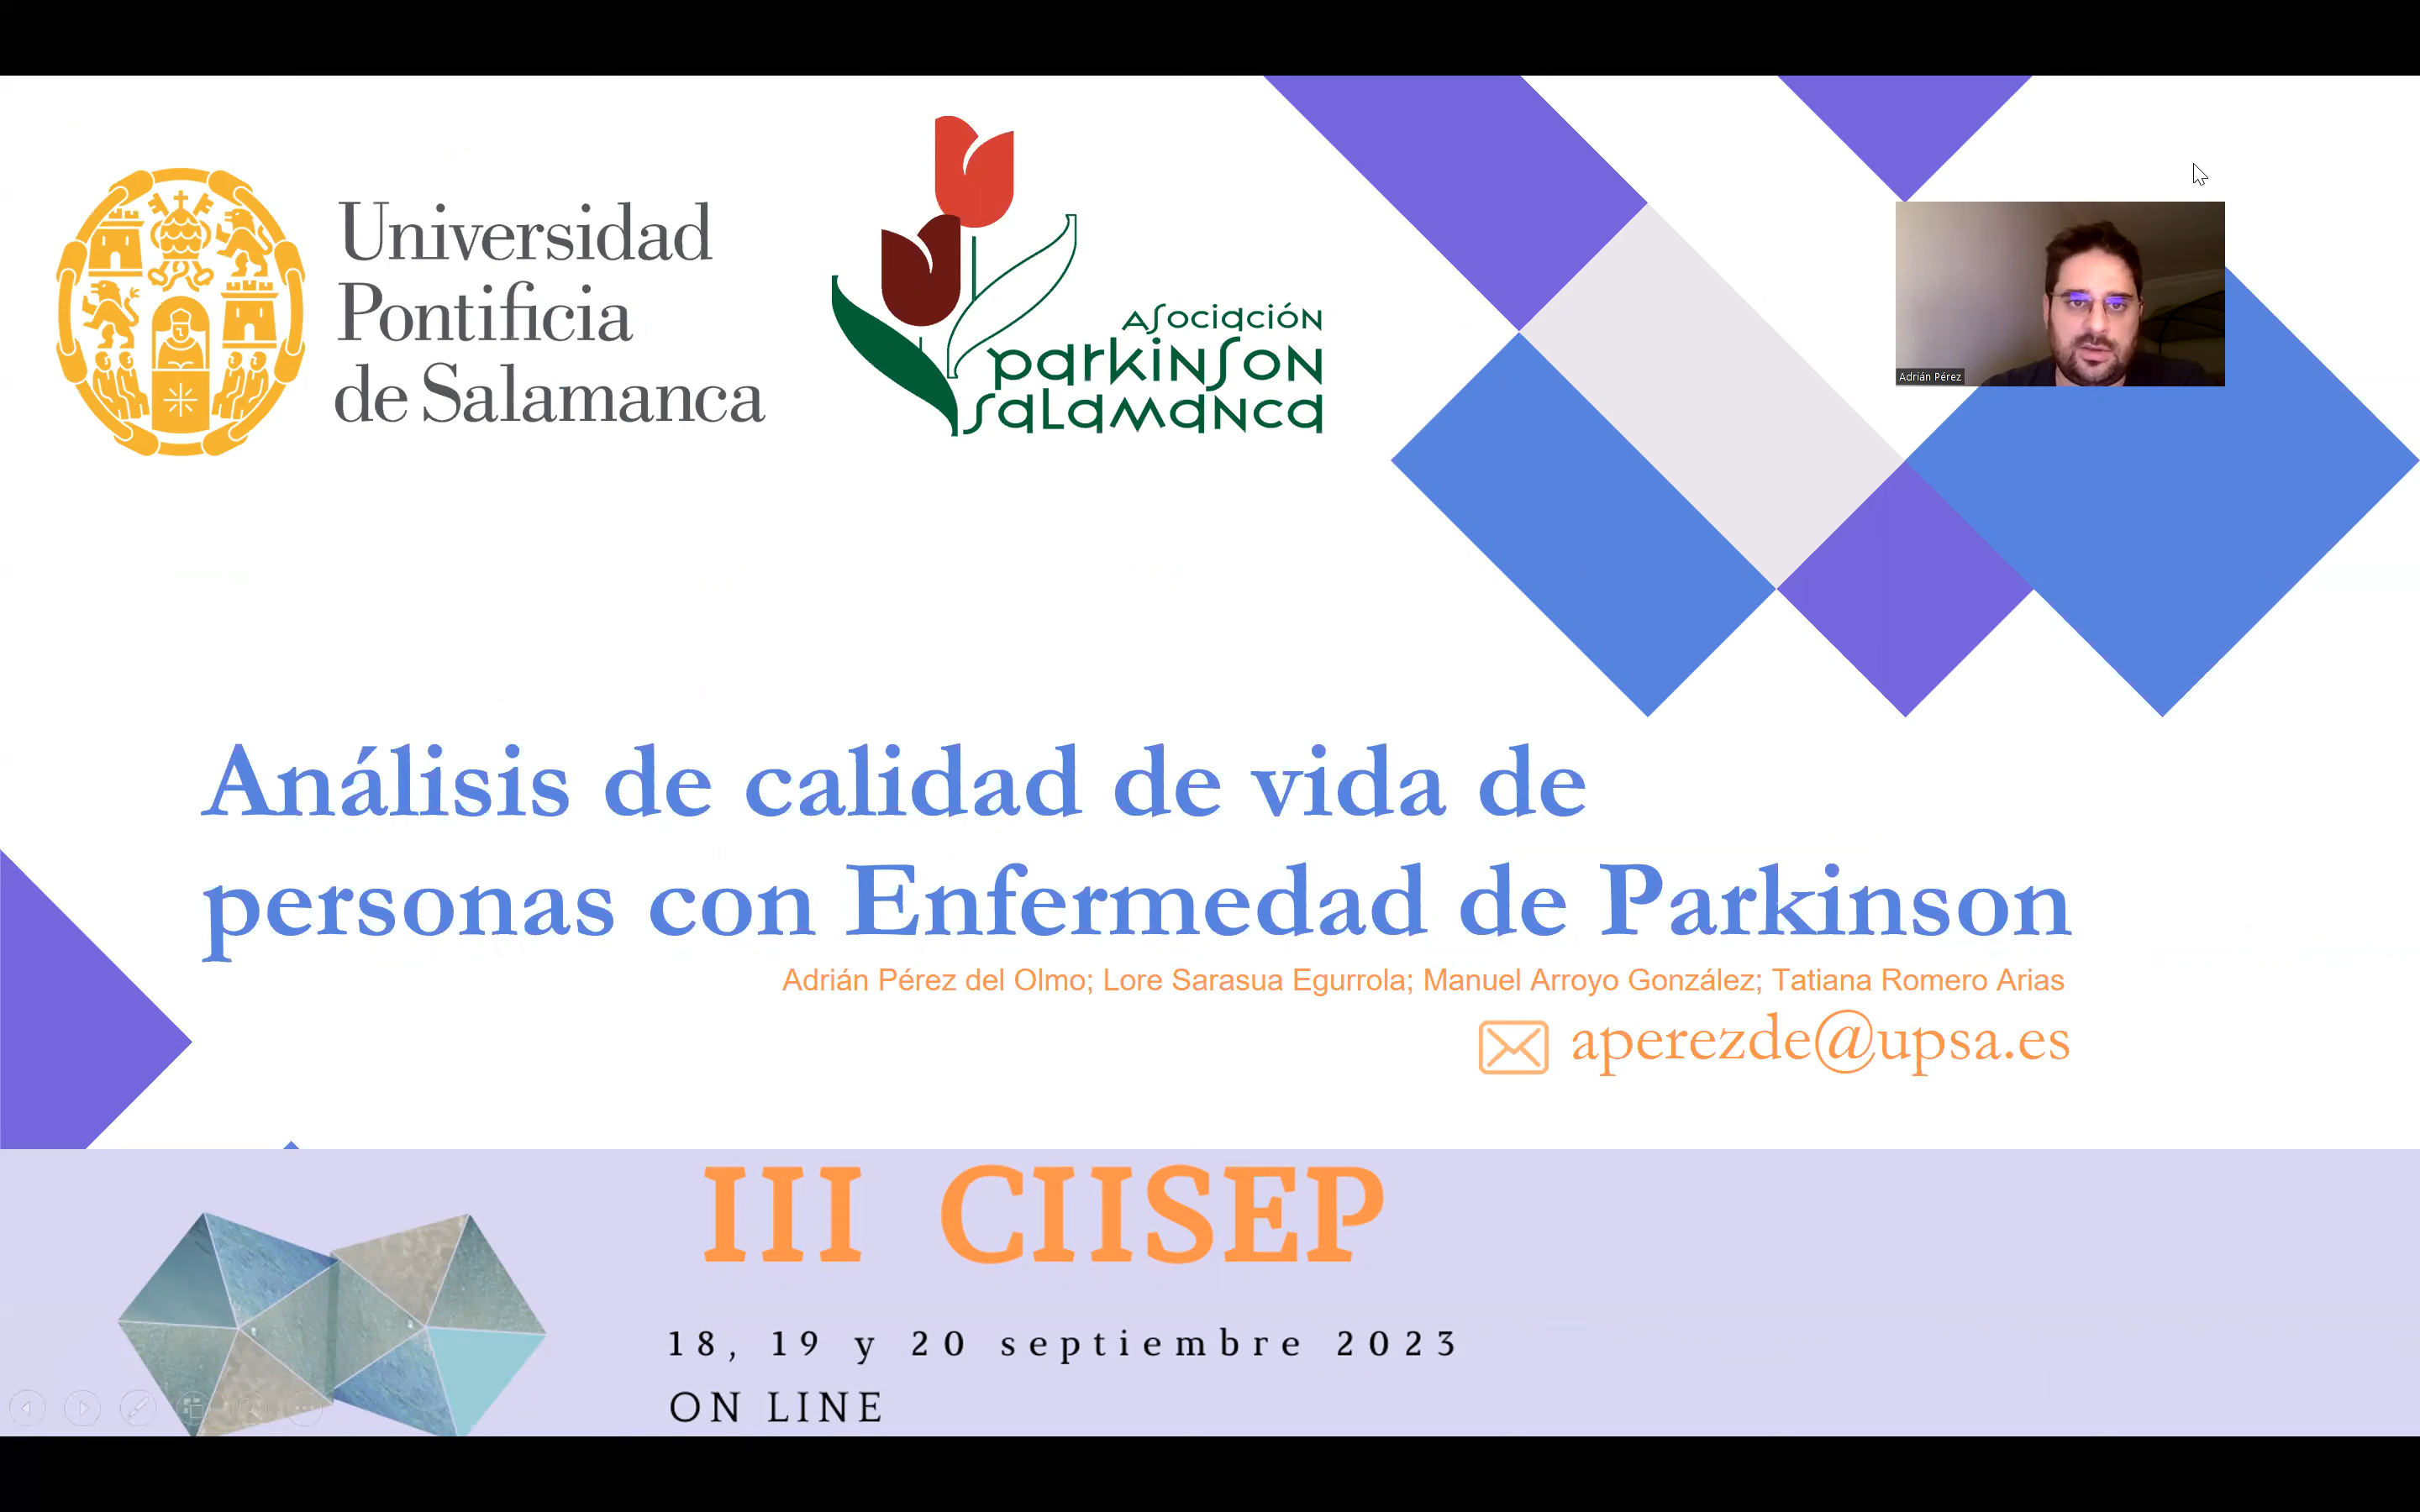 Universidad
Pontificia
de Salamanca
Asociación
parkinson
salamanca
Adrián Pérez
Análisis de calidad de vida de
personas con Enfermedad de Parkinson
Adrián Pérez del Olmo; Lore Sarasua Egurrola; Manuel Arroyo González; Tatiana Romero Arias
aperezde@upsa.es
III CIISEP
18, 19 y 20 septiembre 2023
ON LINE